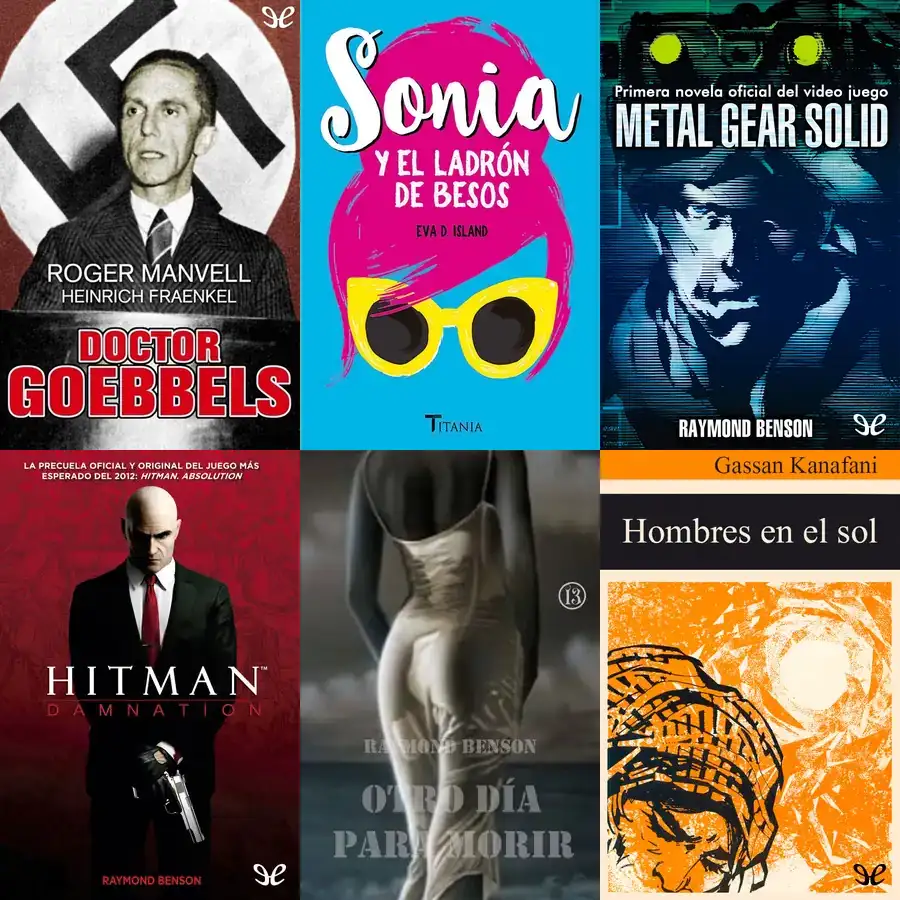 ROGER MANVELL
HEINRICH FRAENKEL
DOCTOR
GOEBBELS
Sonia
Y EL LADRÓN
DE BESOS
EVA D. ISLAND
TITANIA
Primera novela oficial del video juego
METAL GEAR SOLID
RAYMOND BENSON
LA PRECUELA OFICIAL Y ORIGINAL DEL JUEGO MÁS
ESPERADO DEL 2012: HITMAN. ABSOLUTION
HITMAN™
DAMNATION
RAYMOND BENSON
13
RAYMOND BENSON
OTRO DÍA
PARA MORIR
Gassan Kanafani
Hombres en el sol